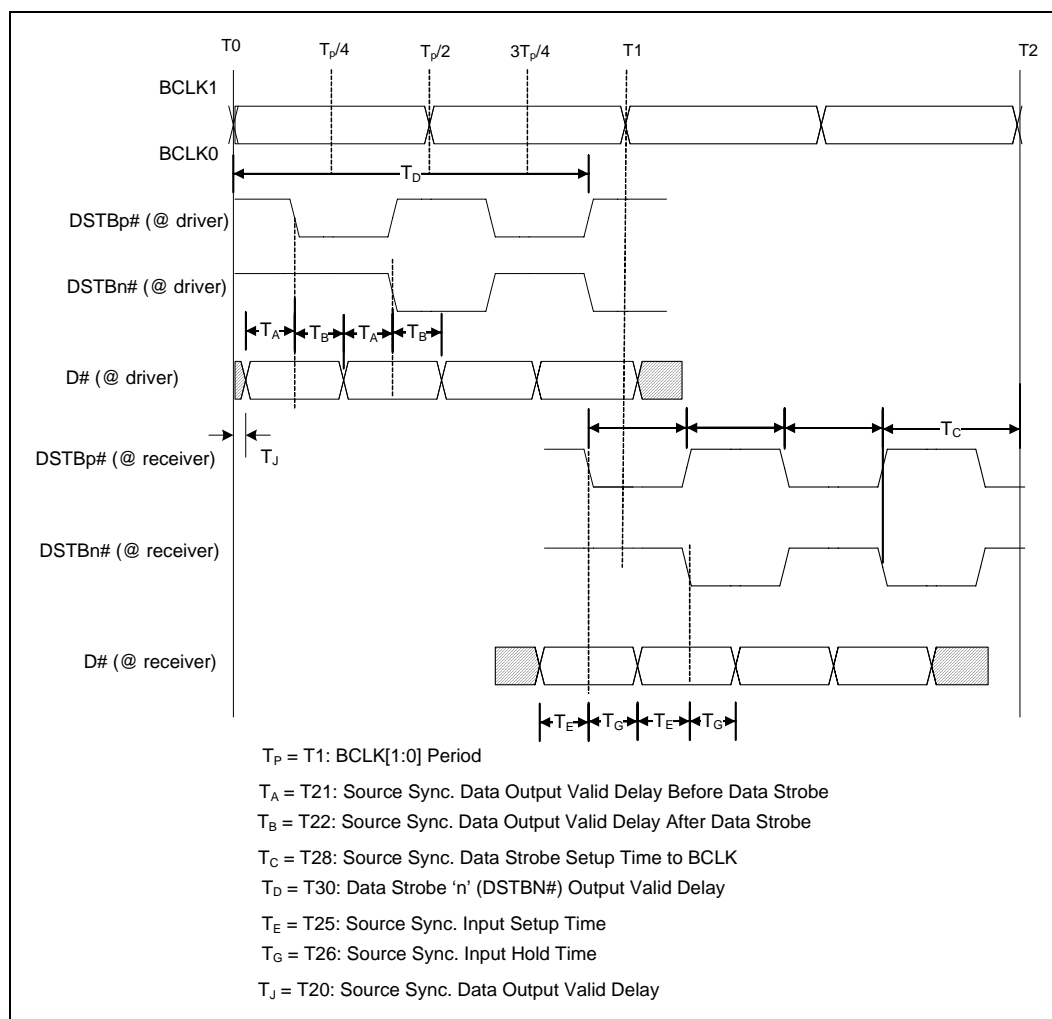 T0 Tp/4 Tp/2 3Tp/4 T1 T2
BCLK1
BCLK0
TD
DSTBp# (@ driver)
DSTBn# (@ driver)
TA TB TA TB
D# (@ driver)
TJ
TC
DSTBp# (@ receiver)
DSTBn# (@ receiver)
D# (@ receiver)
TE TG TE TG
TP = T1: BCLK[1:0] Period
TA = T21: Source Sync. Data Output Valid Delay Before Data Strobe
TB = T22: Source Sync. Data Output Valid Delay After Data Strobe
TC = T28: Source Sync. Data Strobe Setup Time to BCLK
TD = T30: Data Strobe ‘n’ (DSTBN#) Output Valid Delay
TE = T25: Source Sync. Input Setup Time
TG = T26: Source Sync. Input Hold Time
TJ = T20: Source Sync. Data Output Valid Delay